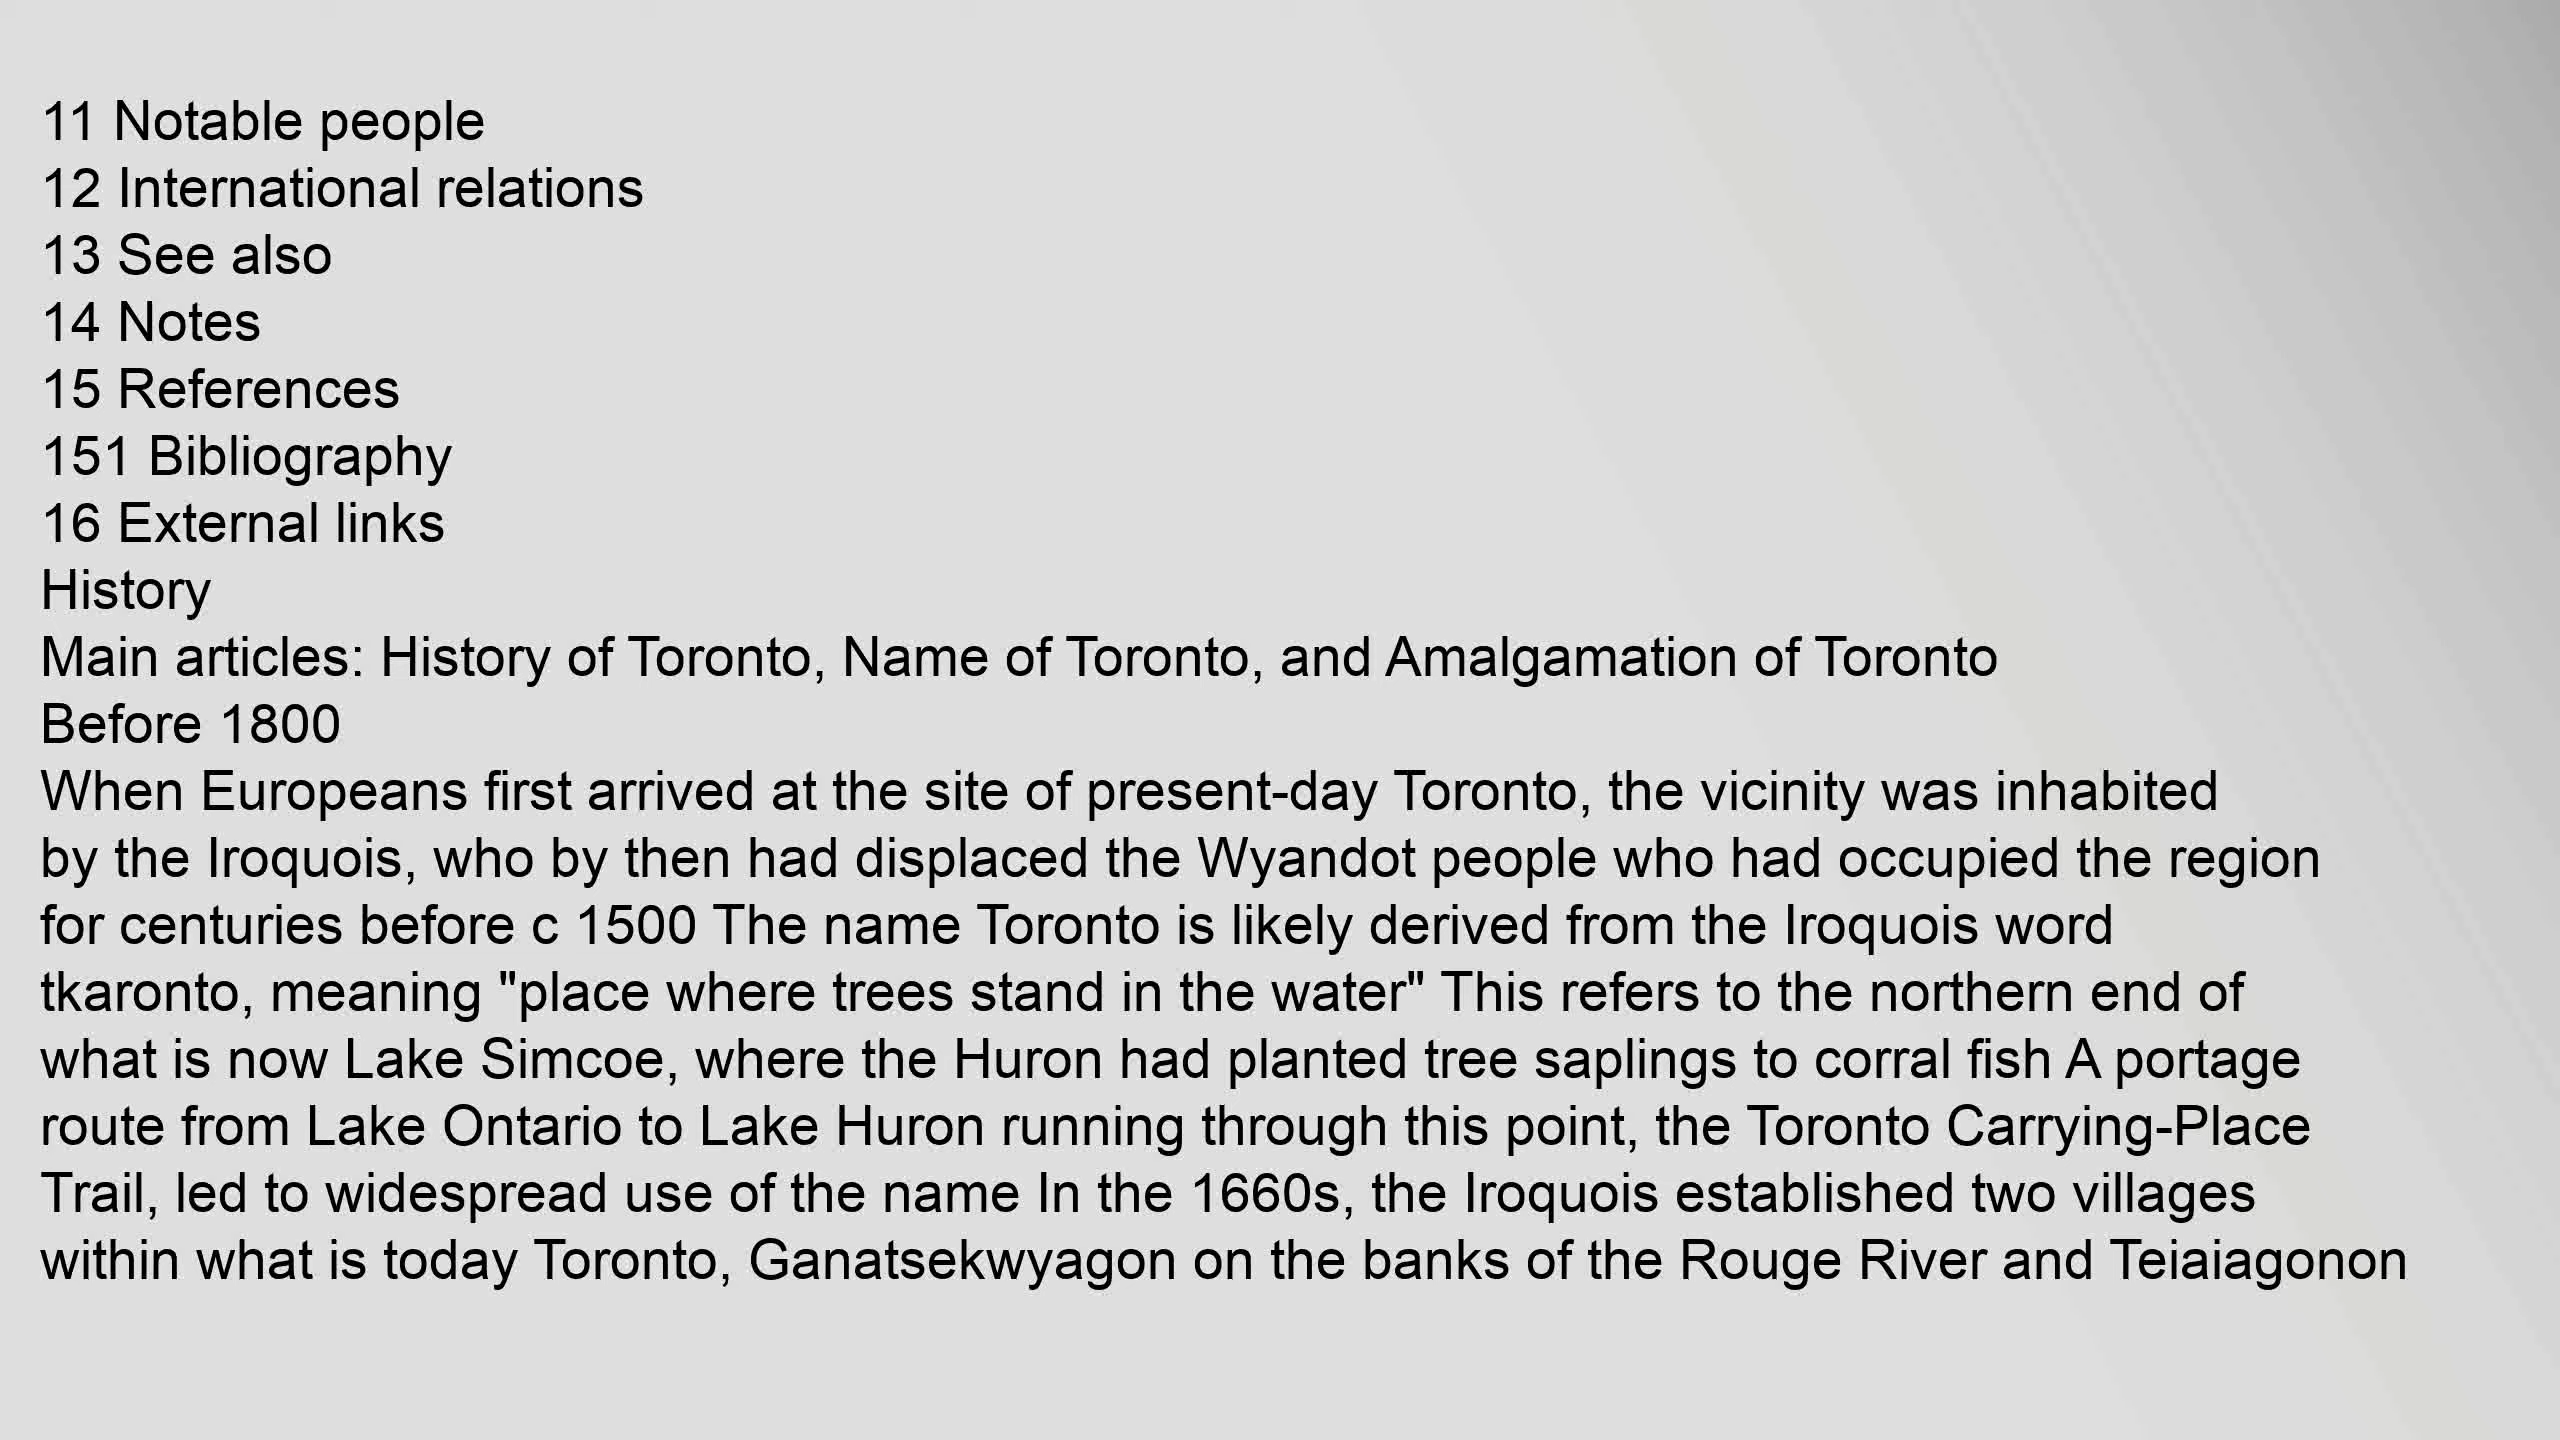 11 Notable people
12 International relations
13 See also
14 Notes
15 References
151 Bibliography
16 External links
History
Main articles: History of Toronto, Name of Toronto, and Amalgamation of Toronto
Before 1800
When Europeans first arrived at the site of present-day Toronto, the vicinity was inhabited
by the Iroquois, who by then had displaced the Wyandot people who had occupied the region
for centuries before c 1500 The name Toronto is likely derived from the Iroquois word
tkaronto, meaning "place where trees stand in the water" This refers to the northern end of
what is now Lake Simcoe, where the Huron had planted tree saplings to corral fish A portage
route from Lake Ontario to Lake Huron running through this point, the Toronto Carrying-Place
Trail, led to widespread use of the name In the 1660s, the Iroquois established two villages
within what is today Toronto, Ganatsekwyagon on the banks of the Rouge River and Teiaiagonon